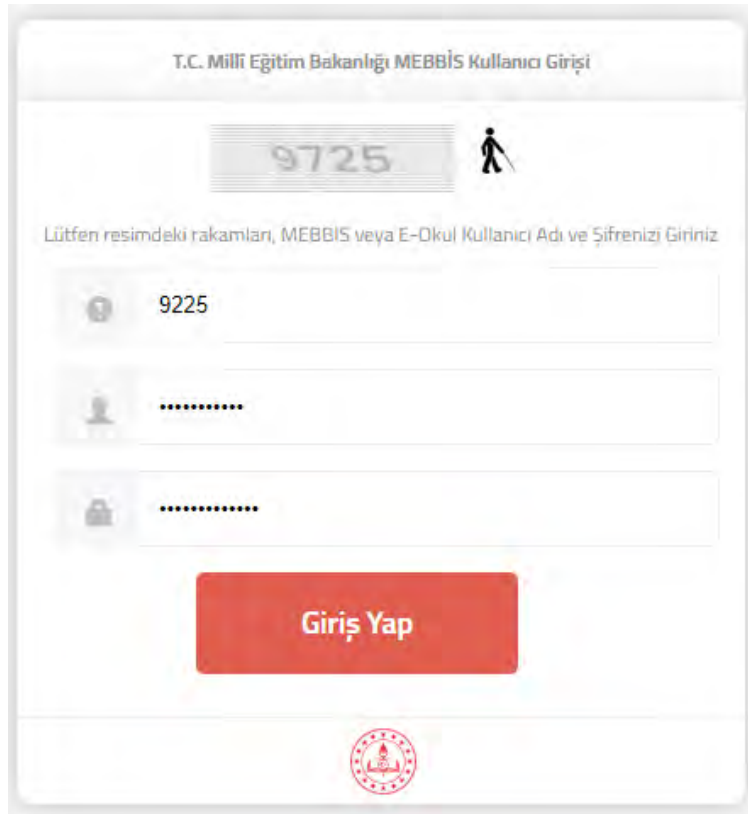 T.C. Millî Eğitim Bakanlığı MEBBİS Kullanıcı Girişi
9725
Lütfen resimdeki rakamları, MEBBİS veya E-Okul Kullanıcı Adı ve Şifrenizi Giriniz
9225
•••••••••••
•••••••••••••
Giriş Yap